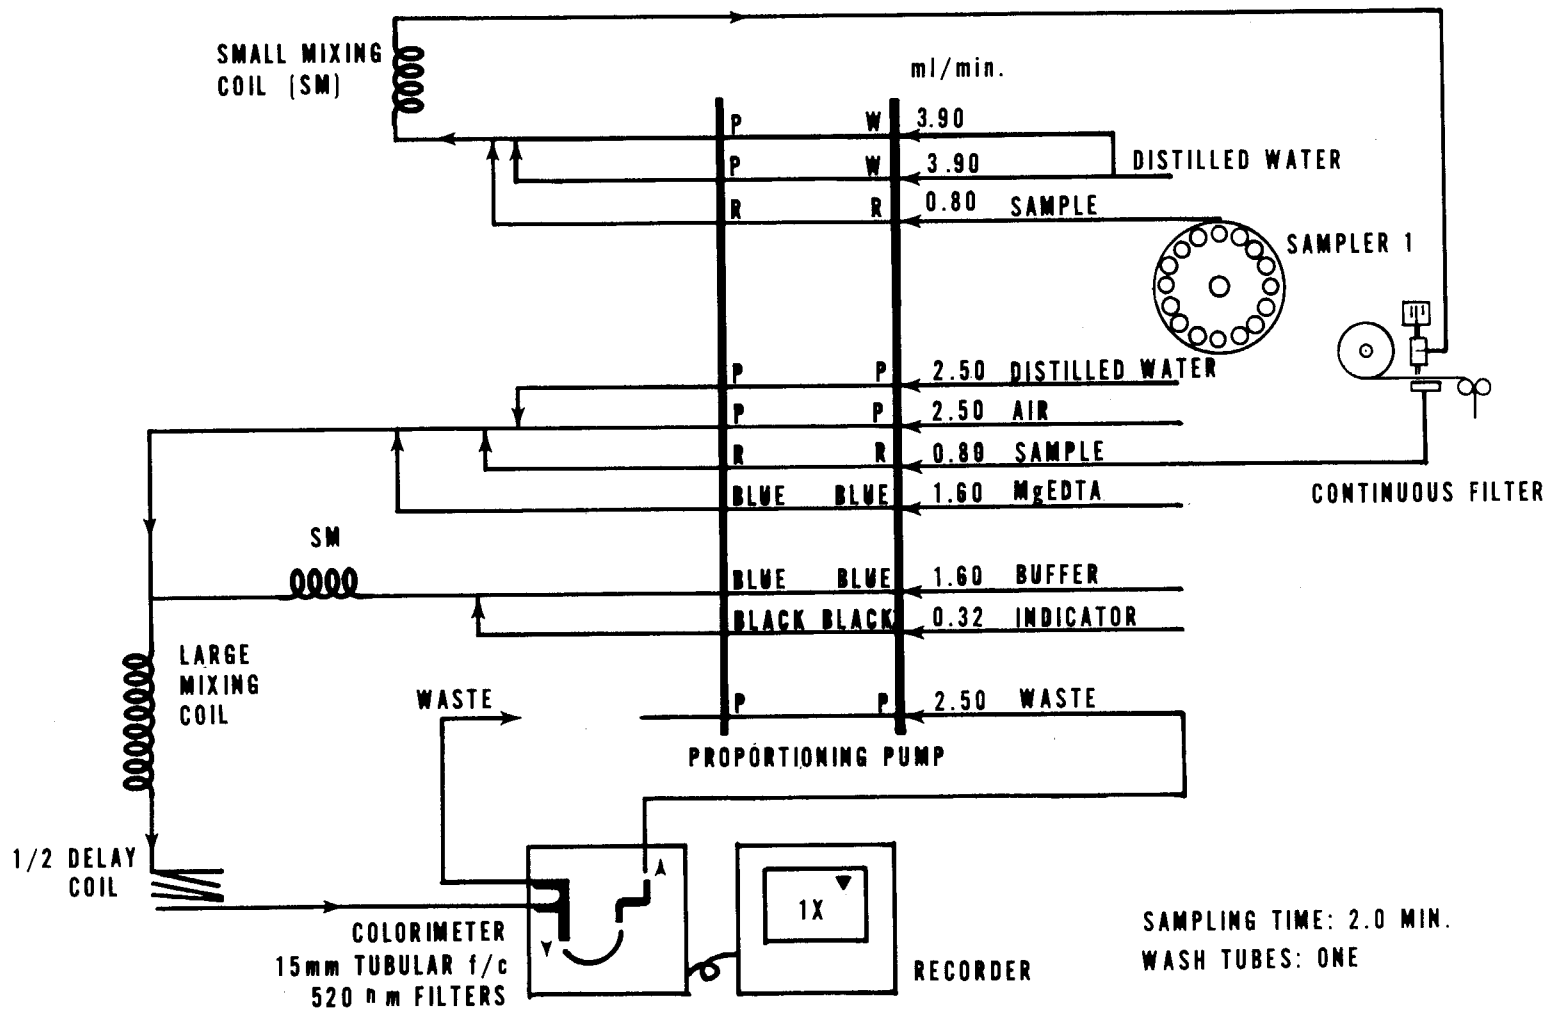 SMALL MIXING
COIL (SM)
ml/min.
P W 3.90
P W 3.90 DISTILLED WATER
R R 0.80 SAMPLE
SAMPLER 1
P P 2.50 DISTILLED WATER
P P 2.50 AIR
R R 0.80 SAMPLE
BLUE BLUE 1.60 MgEDTA
CONTINUOUS FILTER
SM
BLUE BLUE 1.60 BUFFER
BLACK BLACK 0.32 INDICATOR
LARGE
MIXING
COIL
WASTE
P P 2.50 WASTE
PROPORTIONING PUMP
1/2 DELAY
COIL
1X
COLORIMETER
15mm TUBULAR f/c
520 nm FILTERS
RECORDER
SAMPLING TIME: 2.0 MIN.
WASH TUBES: ONE